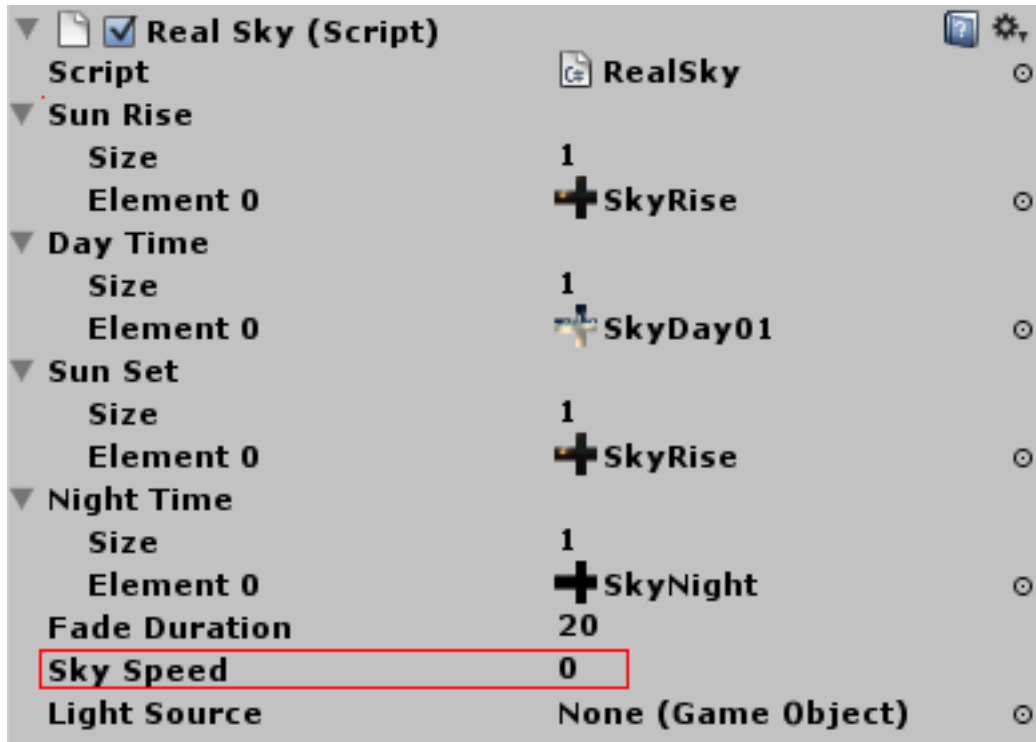 Real Sky (Script)
Script RealSky
Sun Rise
Size 1
Element 0 SkyRise
Day Time
Size 1
Element 0 SkyDay01
Sun Set
Size 1
Element 0 SkyRise
Night Time
Size 1
Element 0 SkyNight
Fade Duration 20
Sky Speed 0
Light Source None (Game Object)